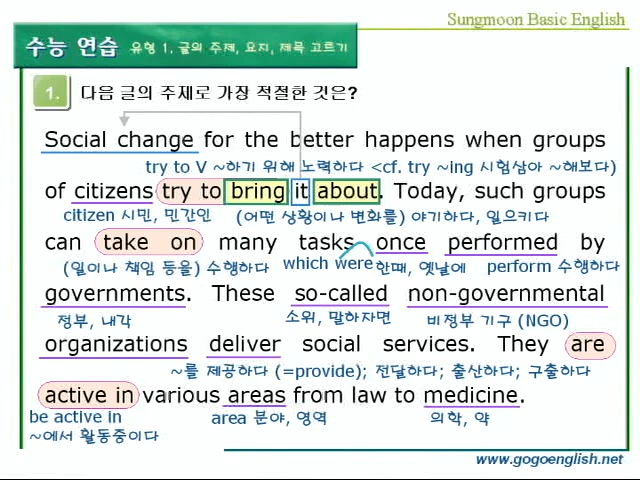 Sungmoon Basic English
수능 연습 유형 1. 글의 주제, 요지, 제목 고르기
1. 다음 글의 주제로 가장 적절한 것은?
Social change for the better happens when groups
try to V ~하기 위해 노력하다 <cf. try ~ing 시험삼아 ~해보다)
of citizens try to bring it about. Today, such groups
citizen 시민, 민간인 (어떤 상황이나 변화를) 야기하다, 일으키다
can take on many tasks once performed by
(일이나 책임 등을) 수행하다 which were 한때, 옛날에 perform 수행하다
governments. These so-called non-governmental
정부, 내각 소위, 말하자면 비정부 기구 (NGO)
organizations deliver social services. They are
~를 제공하다 (=provide); 전달하다; 출산하다; 구출하다
active in various areas from law to medicine.
be active in area 분야, 영역 의학, 약
~에서 활동중이다
www.gogoenglish.net